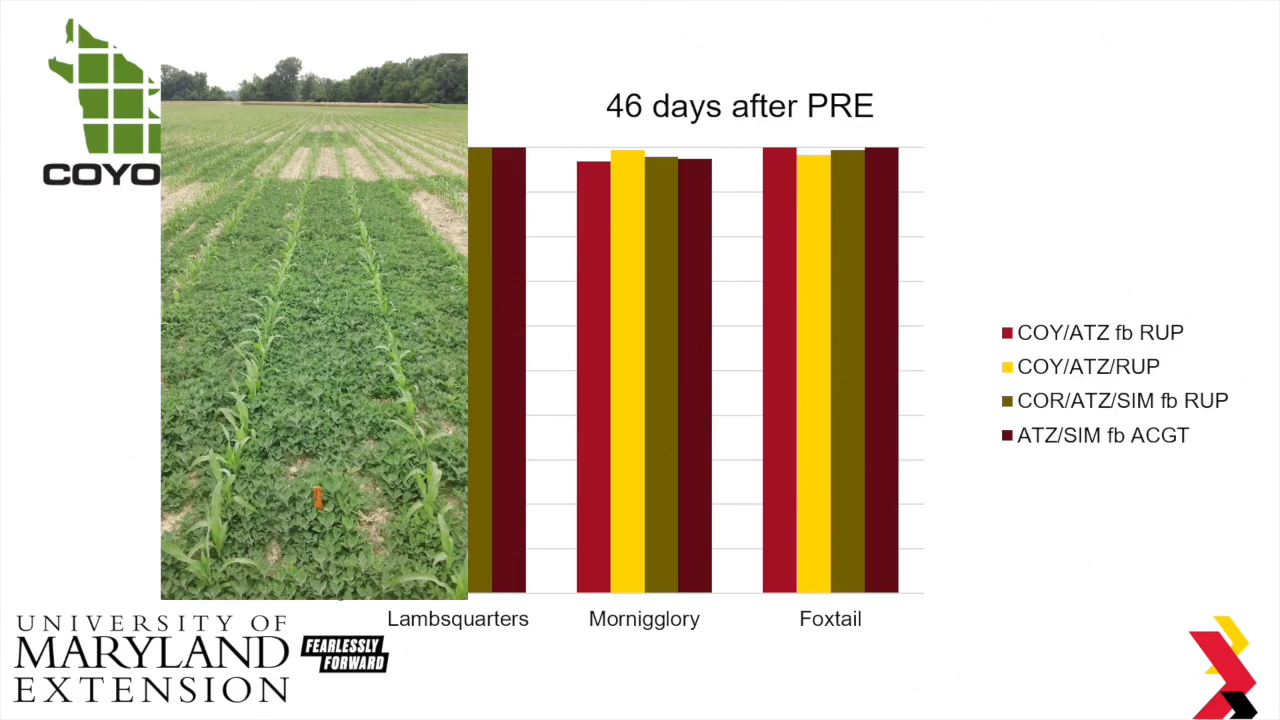 COYO
46 days after PRE
COY/ATZ fb RUP
COY/ATZ/RUP
COR/ATZ/SIM fb RUP
ATZ/SIM fb ACGT
Lambsquarters
Mornigglory
Foxtail
UNIVERSITY OF
MARYLAND
EXTENSION
FEARLESSLY
FORWARD